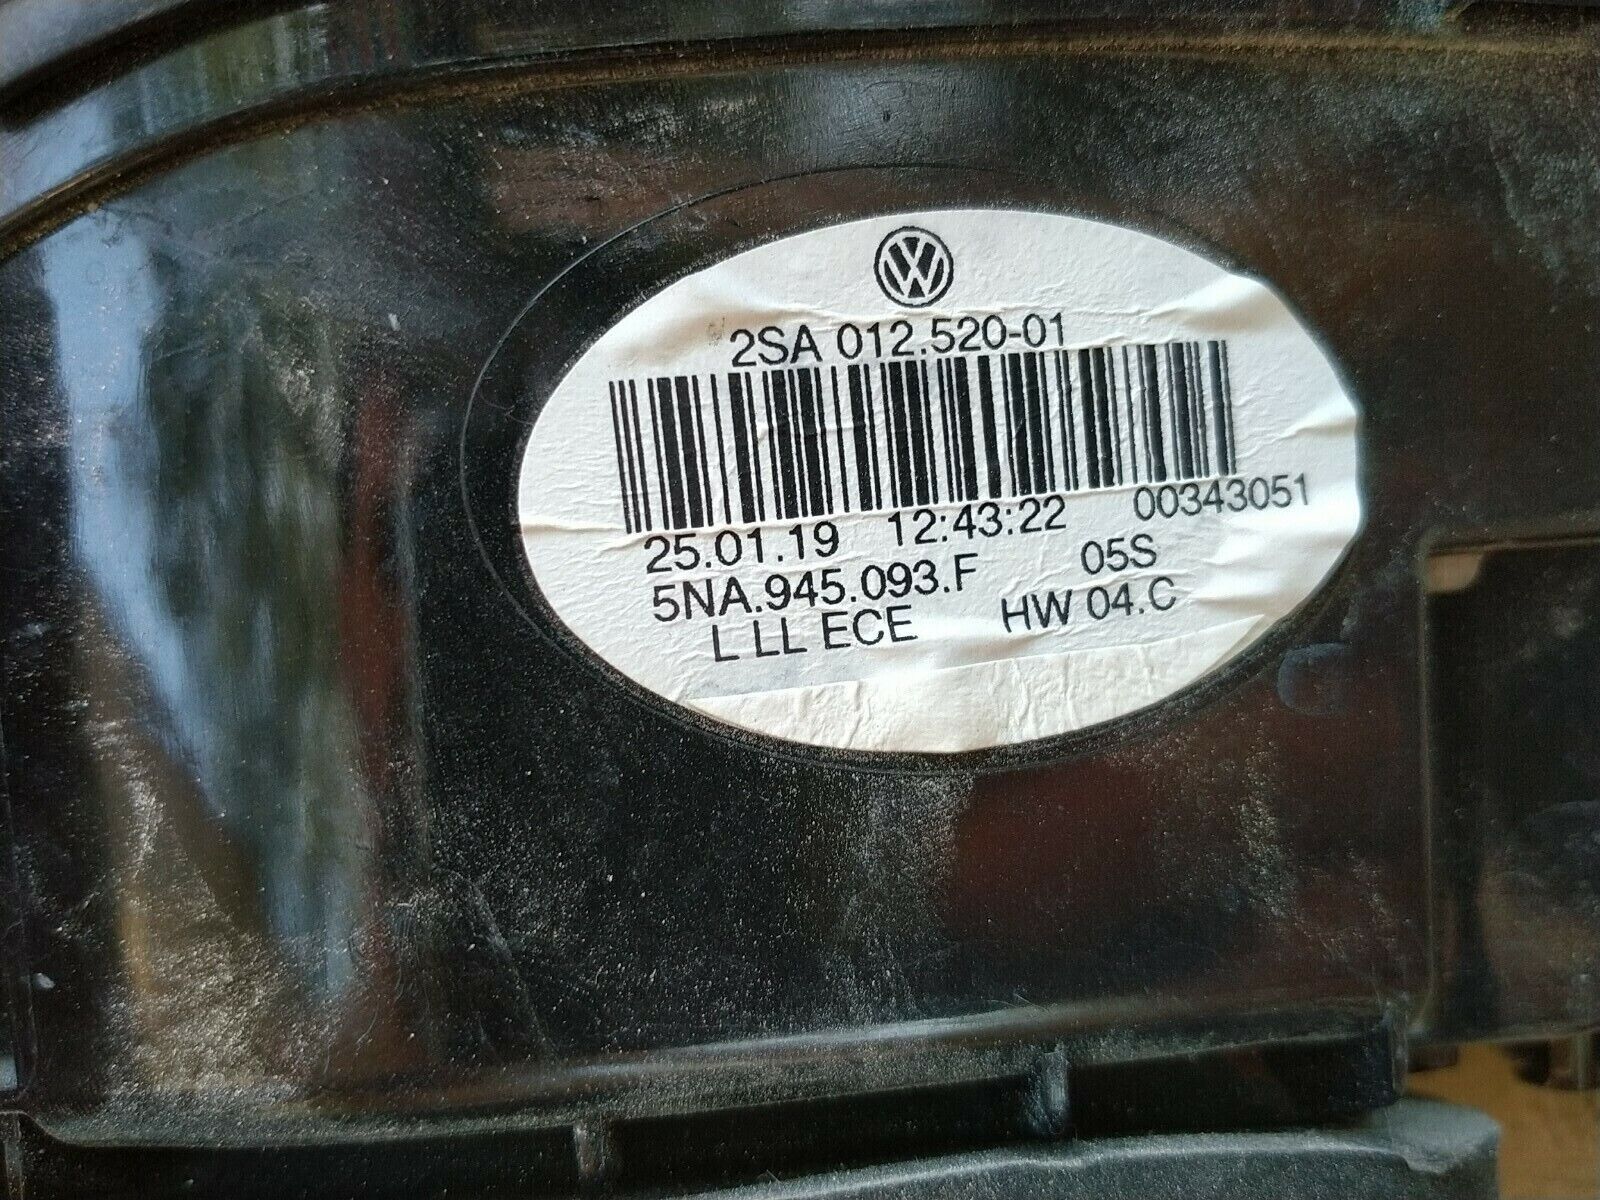 2SA 012.520-01
25.01.19 12:43:22 00343051
5NA.945.093.F 05S
L LL ECE HW 04.C